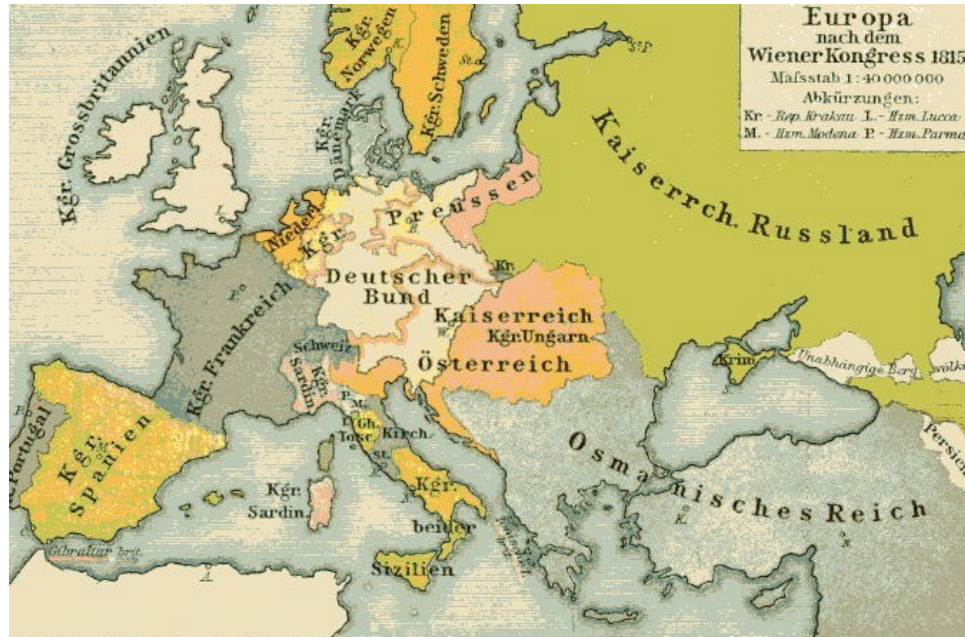 Europa
nach dem
Wiener Kongress 1815
Mafsstab 1:40 000 000
Abkürzungen:
Kr. - Rep. Krakau L. - Hzm. Lucca
M. - Hzm. Modena P. - Hzm. Parma
Kgr. Grossbritannien
Kgr.
Norwegen
Kgr. Schweden
Kgr.
Dänemark
K.
St.P.
Kaiserrch. Russland
L.
Niederl.
Kgr. Preussen
B.
Deutscher
Bund
Kr.
Kaiserreich
W.
Kgr. Ungarn
Österreich
P.
Kgr. Frankreich
Schweiz
Kgr.
Sardin.
Krim
S.
Unabhängige Berg
völke
P. M.
L. Gh.
Tosc.
Kirch.
St.
Portugal
Kgr.
Spanien
M.
Kgr.
Sardin.
Kgr.
beider
Sizilien
N.
Osmanisches Reich
K.
Persien
Gibraltar brit.
A.